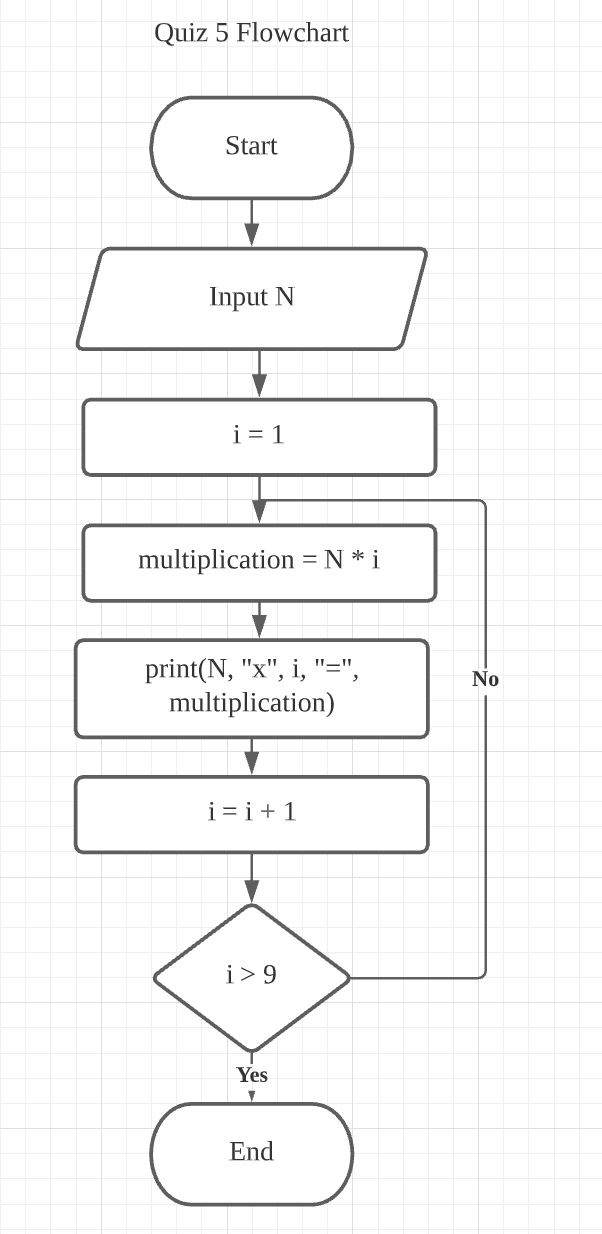 Quiz 5 Flowchart
Start
Input N
i = 1
multiplication = N * i
print(N, "x", i, "=",
multiplication)
No
i = i + 1
i > 9
Yes
End